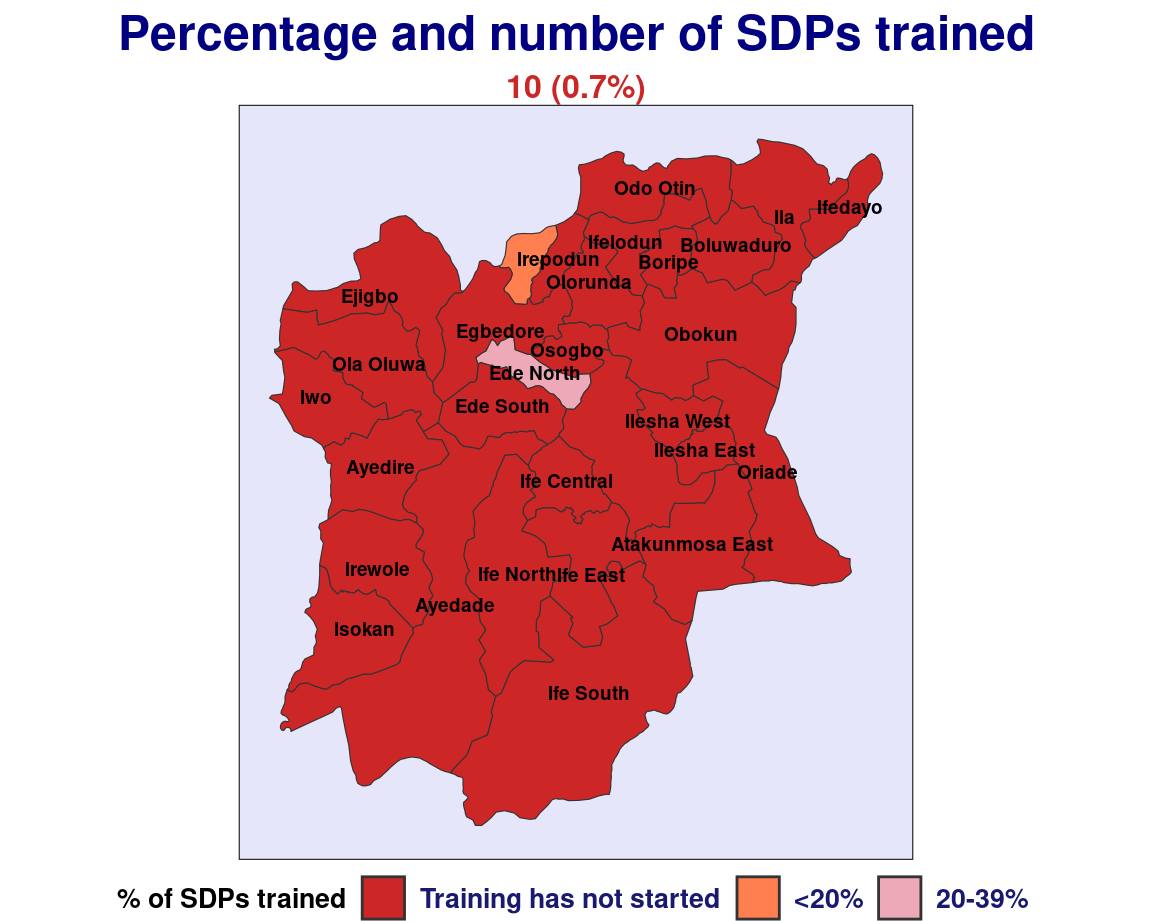 Percentage and number of SDPs trained
10 (0.7%)
Odo Otin
Ila
Ifedayo
Ifelodun
Boluwaduro
Irepodun
Boripe
Olorunda
Ejigbo
Egbedore
Obokun
Osogbo
Ola Oluwa
Ede North
Iwo
Ede South
Ilesha West
Ilesha East
Ayedire
Oriade
Ife Central
Atakunmosa East
Irewole
Ife North
Ife East
Ayedade
Isokan
Ife South
% of SDPs trained
Training has not started
<20%
20-39%